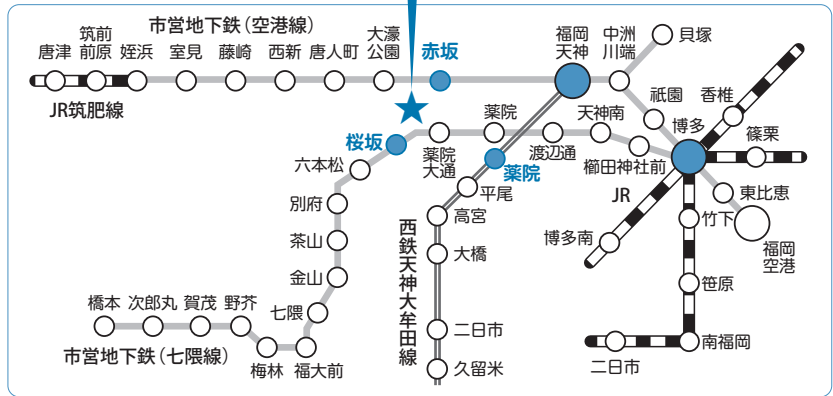 市営地下鉄（空港線）
唐津
筑前
前原
姪浜
室見
藤崎
西新
唐人町
大濠
公園
赤坂
福岡
天神
中洲
川端
貝塚
JR筑肥線
祇園
香椎
博多
篠栗
桜坂
薬院
大通
薬院
薬院
渡辺通
天神南
櫛田神社前
六本松
平尾
JR
東比恵
別府
高宮
竹下
福岡
空港
茶山
大橋
博多南
金山
西鉄天神大牟田線
笹原
橋本
次郎丸
賀茂
野芥
七隈
二日市
南福岡
市営地下鉄（七隈線）
梅林
福大前
久留米
二日市